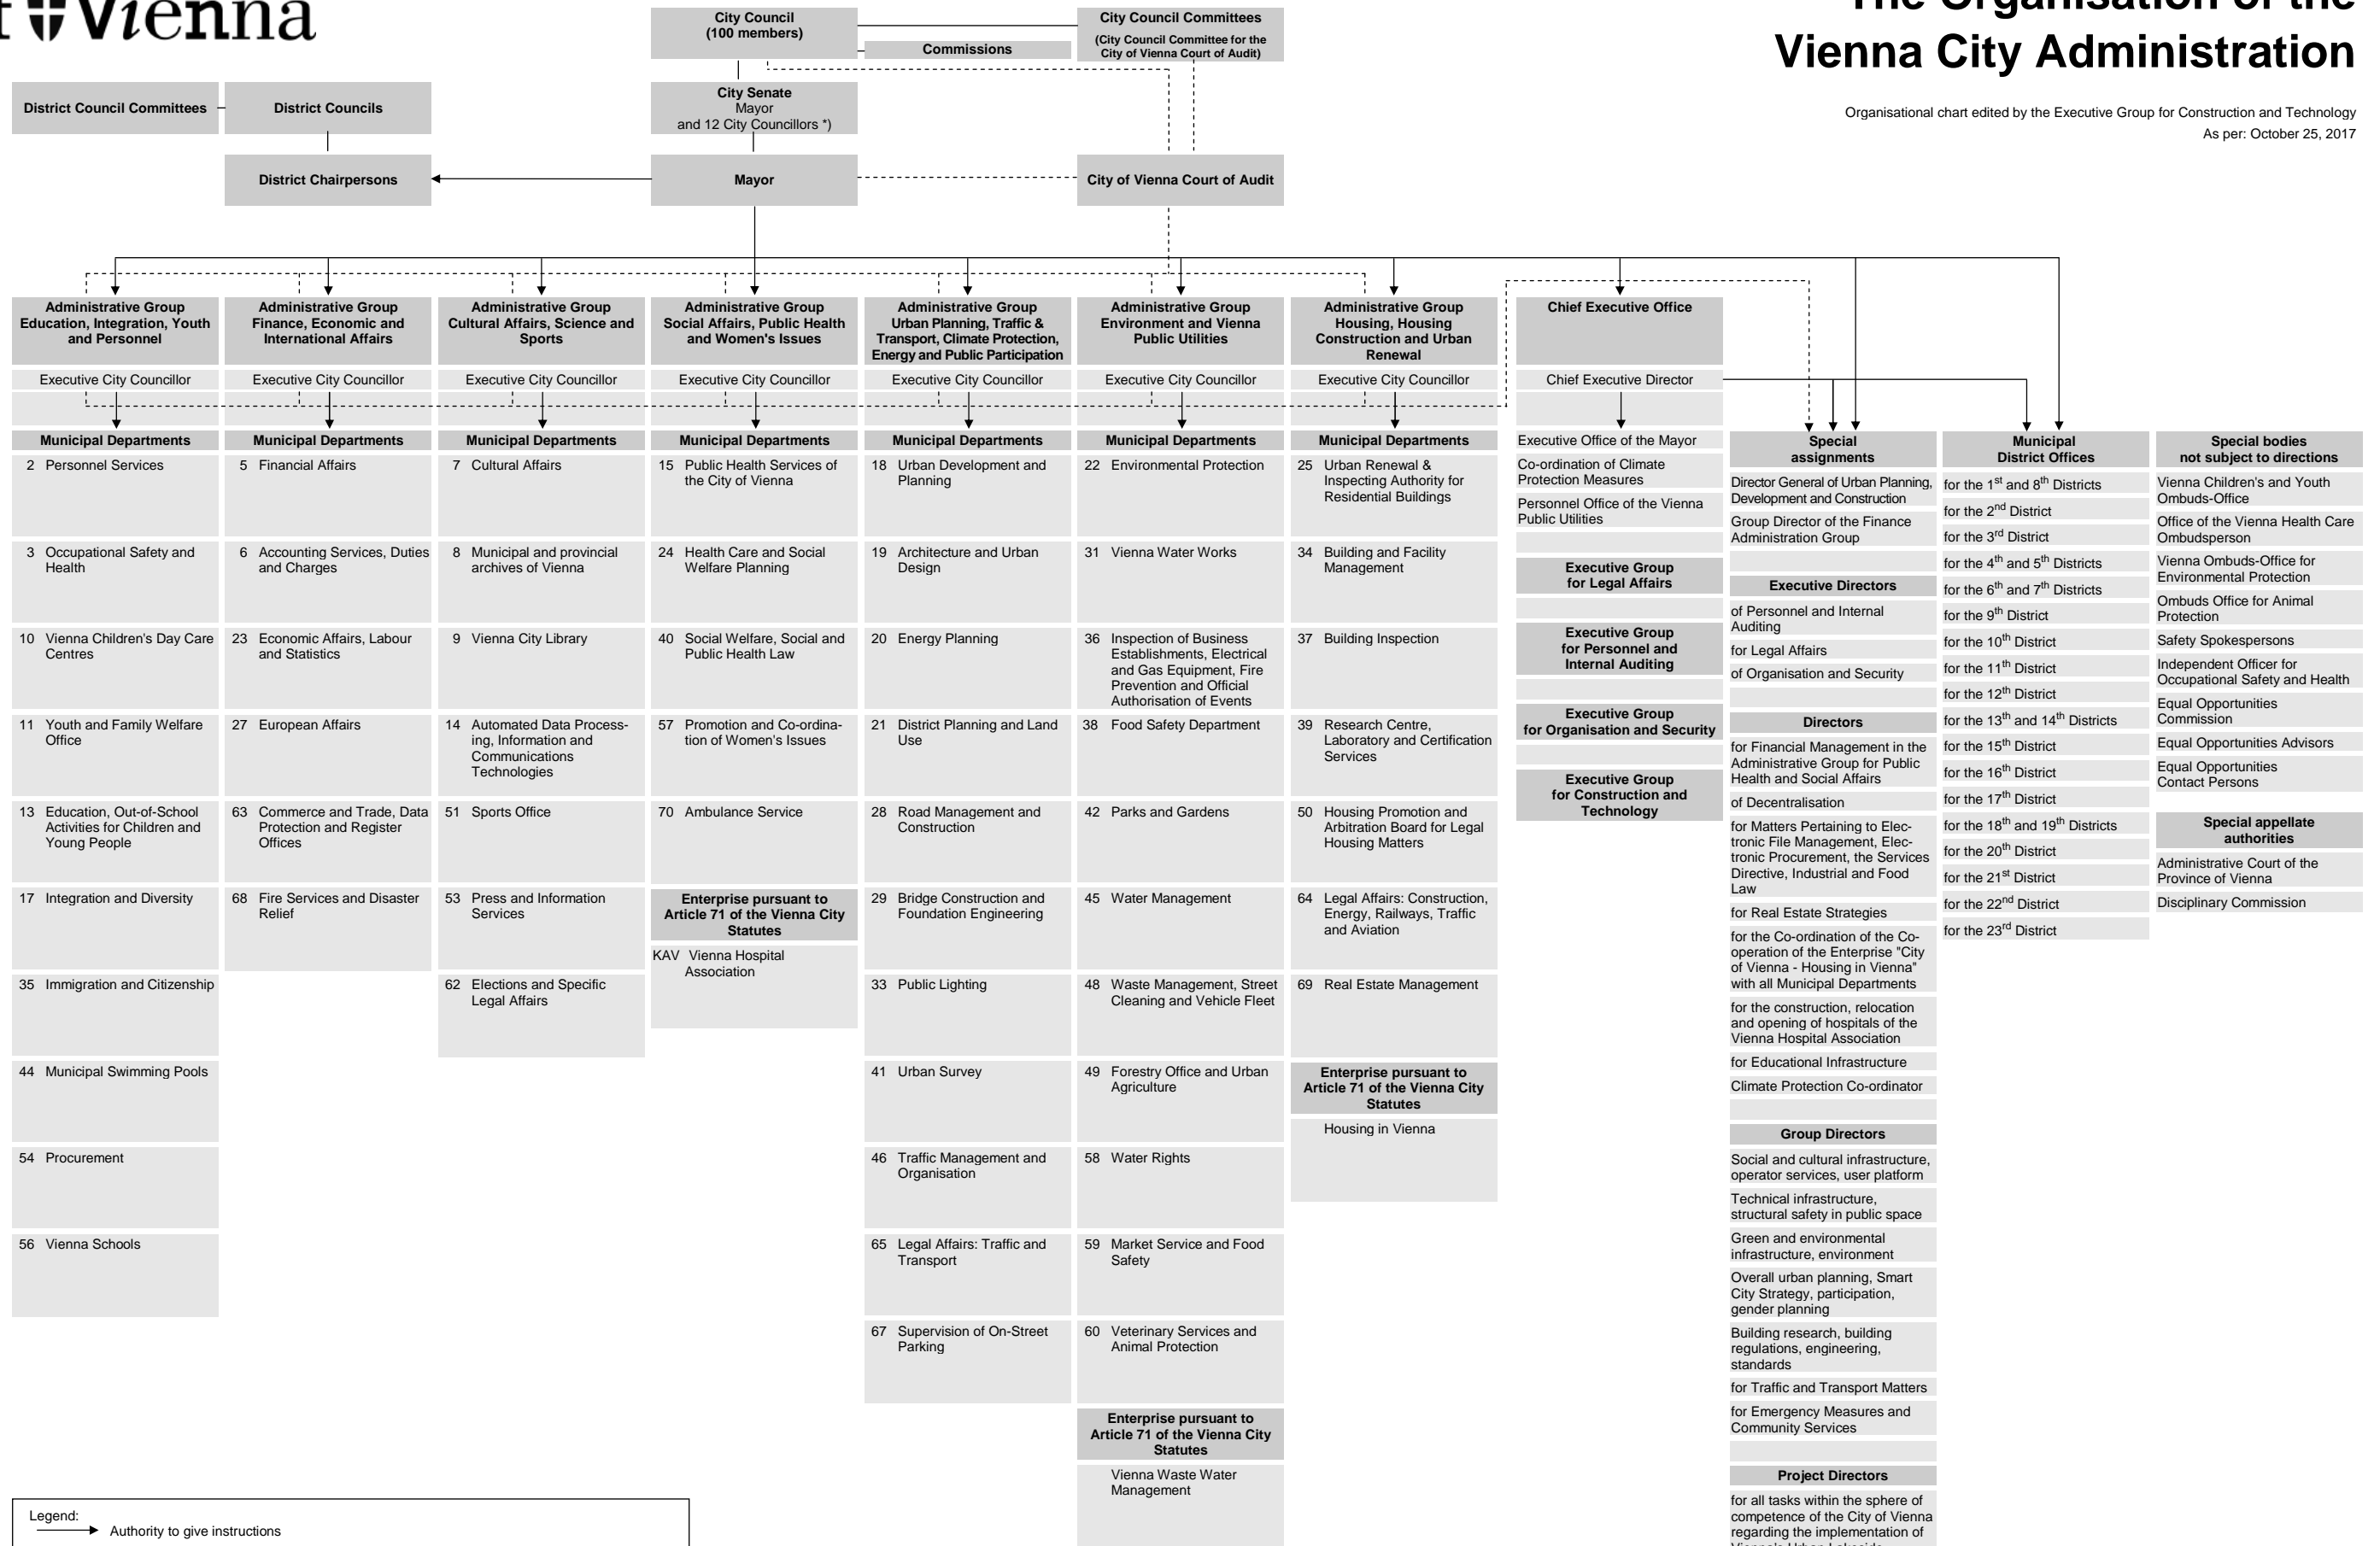 Vienna
The Organisation of the
Vienna City Administration
Organisational chart edited by the Executive Group for Construction and Technology
As per: October 25, 2017
City Council
(100 members)
Commissions
City Council Committees
(City Council Committee for the
City of Vienna Court of Audit)
District Council Committees
District Councils
City Senate
Mayor
and 12 City Councillors *)
District Chairpersons
Mayor
City of Vienna Court of Audit
Administrative Group
Education, Integration, Youth
and Personnel
Executive City Councillor
Municipal Departments
2 Personnel Services
3 Occupational Safety and
Health
10 Vienna Children's Day Care
Centres
11 Youth and Family Welfare
Office
13 Education, Out-of-School
Activities for Children and
Young People
17 Integration and Diversity
35 Immigration and Citizenship
44 Municipal Swimming Pools
54 Procurement
56 Vienna Schools
Administrative Group
Finance, Economic and
International Affairs
Executive City Councillor
Municipal Departments
5 Financial Affairs
6 Accounting Services, Duties
and Charges
23 Economic Affairs, Labour
and Statistics
27 European Affairs
63 Commerce and Trade, Data
Protection and Register
Offices
68 Fire Services and Disaster
Relief
Administrative Group
Cultural Affairs, Science and
Sports
Executive City Councillor
Municipal Departments
7 Cultural Affairs
8 Municipal and provincial
archives of Vienna
9 Vienna City Library
14 Automated Data Process-
ing, Information and
Communications
Technologies
51 Sports Office
53 Press and Information
Services
62 Elections and Specific
Legal Affairs
Administrative Group
Social Affairs, Public Health
and Women's Issues
Executive City Councillor
Municipal Departments
15 Public Health Services of
the City of Vienna
24 Health Care and Social
Welfare Planning
40 Social Welfare, Social and
Public Health Law
57 Promotion and Co-ordina-
tion of Women's Issues
70 Ambulance Service
Enterprise pursuant to
Article 71 of the Vienna City
Statutes
KAV Vienna Hospital
Association
Administrative Group
Urban Planning, Traffic &
Transport, Climate Protection,
Energy and Public Participation
Executive City Councillor
Municipal Departments
18 Urban Development and
Planning
19 Architecture and Urban
Design
20 Energy Planning
21 District Planning and Land
Use
28 Road Management and
Construction
29 Bridge Construction and
Foundation Engineering
33 Public Lighting
41 Urban Survey
46 Traffic Management and
Organisation
65 Legal Affairs: Traffic and
Transport
67 Supervision of On-Street
Parking
Administrative Group
Environment and Vienna
Public Utilities
Executive City Councillor
Municipal Departments
22 Environmental Protection
31 Vienna Water Works
36 Inspection of Business
Establishments, Electrical
and Gas Equipment, Fire
Prevention and Official
Authorisation of Events
38 Food Safety Department
42 Parks and Gardens
45 Water Management
48 Waste Management, Street
Cleaning and Vehicle Fleet
49 Forestry Office and Urban
Agriculture
58 Water Rights
59 Market Service and Food
Safety
60 Veterinary Services and
Animal Protection
Enterprise pursuant to
Article 71 of the Vienna City
Statutes
Vienna Waste Water
Management
Administrative Group
Housing, Housing
Construction and Urban
Renewal
Executive City Councillor
Municipal Departments
25 Urban Renewal &
Inspecting Authority for
Residential Buildings
34 Building and Facility
Management
37 Building Inspection
39 Research Centre,
Laboratory and Certification
Services
50 Housing Promotion and
Arbitration Board for Legal
Housing Matters
64 Legal Affairs: Construction,
Energy, Railways, Traffic
and Aviation
69 Real Estate Management
Enterprise pursuant to
Article 71 of the Vienna City
Statutes
Housing in Vienna
Chief Executive Office
Chief Executive Director
Executive Office of the Mayor
Co-ordination of Climate
Protection Measures
Personnel Office of the Vienna
Public Utilities
Executive Group
for Legal Affairs
Executive Group
for Personnel and
Internal Auditing
Executive Group
for Organisation and Security
Executive Group
for Construction and
Technology
Special
assignments
Director General of Urban Planning,
Development and Construction
Group Director of the Finance
Administration Group
Executive Directors
of Personnel and Internal
Auditing
for Legal Affairs
of Organisation and Security
Directors
for Financial Management in the
Administrative Group for Public
Health and Social Affairs
of Decentralisation
for Matters Pertaining to Elec-
tronic File Management, Elec-
tronic Procurement, the Services
Directive, Industrial and Food
Law
for Real Estate Strategies
for the Co-ordination of the Co-
operation of the Enterprise "City
of Vienna - Housing in Vienna"
with all Municipal Departments
for the construction, relocation
and opening of hospitals of the
Vienna Hospital Association
for Educational Infrastructure
Climate Protection Co-ordinator
Group Directors
Social and cultural infrastructure,
operator services, user platform
Technical infrastructure,
structural safety in public space
Green and environmental
infrastructure, environment
Overall urban planning, Smart
City Strategy, participation,
gender planning
Building research, building
regulations, engineering,
standards
for Traffic and Transport Matters
for Emergency Measures and
Community Services
Project Directors
for all tasks within the sphere of
competence of the City of Vienna
regarding the implementation of
Vienna's Urban Lakeside
Municipal
District Offices
for the 1st and 8th Districts
for the 2nd District
for the 3rd District
for the 4th and 5th Districts
for the 6th and 7th Districts
for the 9th District
for the 10th District
for the 11th District
for the 12th District
for the 13th and 14th Districts
for the 15th District
for the 16th District
for the 17th District
for the 18th and 19th Districts
for the 20th District
for the 21st District
for the 22nd District
for the 23rd District
Special bodies
not subject to directions
Vienna Children's and Youth
Ombuds-Office
Office of the Vienna Health Care
Ombudsperson
Vienna Ombuds-Office for
Environmental Protection
Ombuds Office for Animal
Protection
Safety Spokespersons
Independent Officer for
Occupational Safety and Health
Equal Opportunities
Commission
Equal Opportunities Advisors
Equal Opportunities
Contact Persons
Special appellate
authorities
Administrative Court of the
Province of Vienna
Disciplinary Commission
Legend:
Authority to give instructions